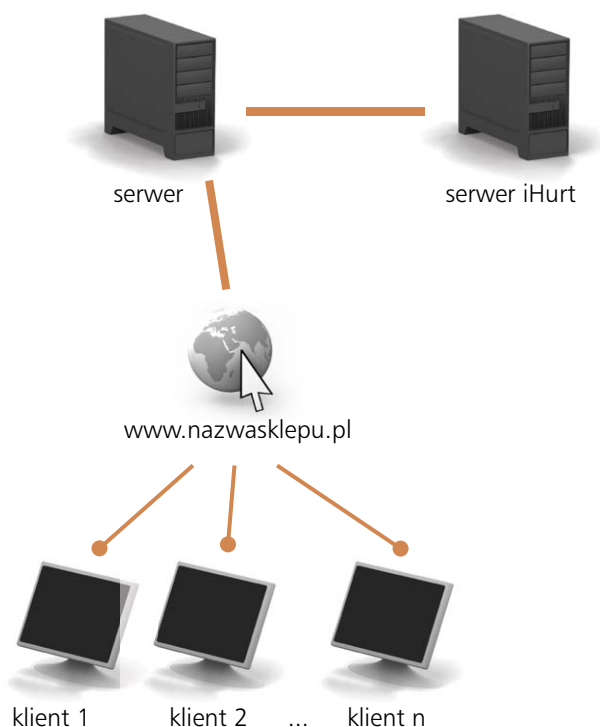 serwer serwer iHurt
www.nazwasklepu.pl
klient 1 klient 2 ... klient n